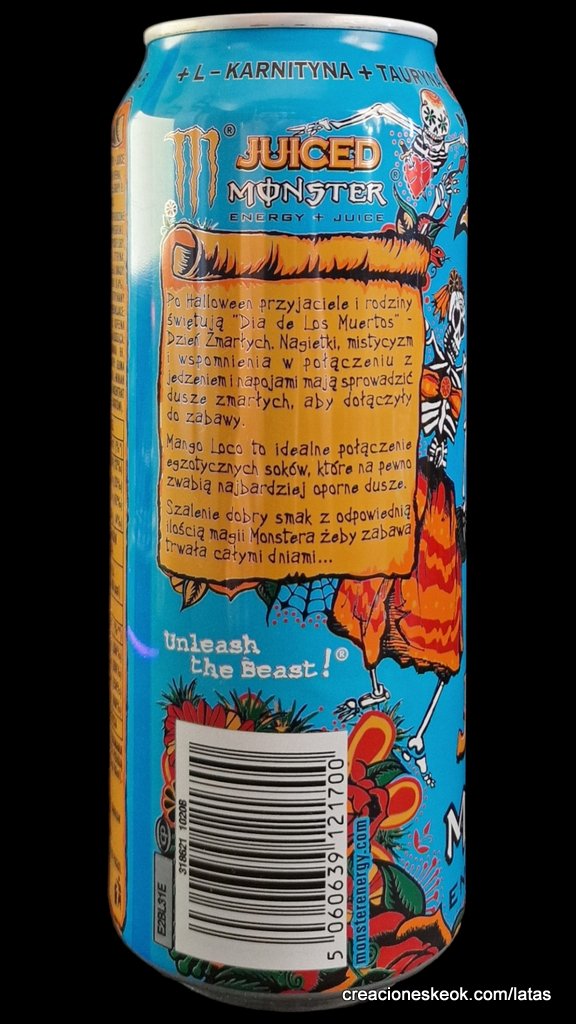 + L - KARNITYNA + TAURYNA
JUICED
MONSTER
ENERGY + JUICE
Po Halloween przyjaciele i rodziny
świętują "Dia de Los Muertos" -
Dzień Zmarłych. Nagietki, mistycyzm
i wspomnienia w połączeniu z
jedzeniem i napojami mają sprowadzić
dusze zmarłych, aby dołączyły
do zabawy.
Mango Loco to idealne połączenie
egzotycznych soków, które na pewno
zwabią najbardziej oporne dusze.
Szalenie dobry smak z odpowiednią
ilością magii Monstera żeby zabawa
trwała całymi dniami...
Unleash
the Beast!®
318621 10206
5 060639 121700
E2BL31E
monsterenergy.com
creacioneskeok.com/latas